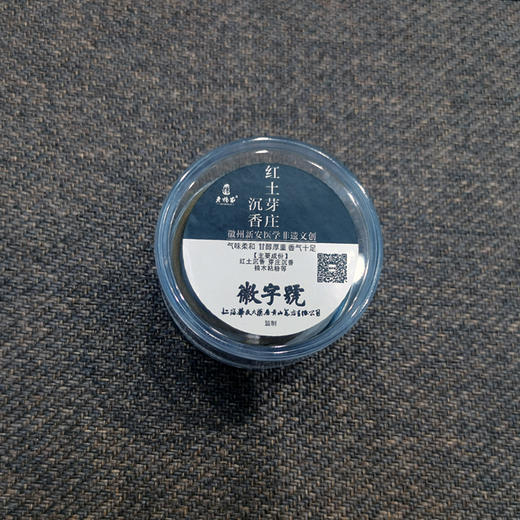 红土芽庄
沉香
徽州新安医学 非遗文创
气味柔和 甘醇厚重 香气十足
【主要成份】
红土沉香 芽庄沉香
楠木粘粉等
徽字號
监制